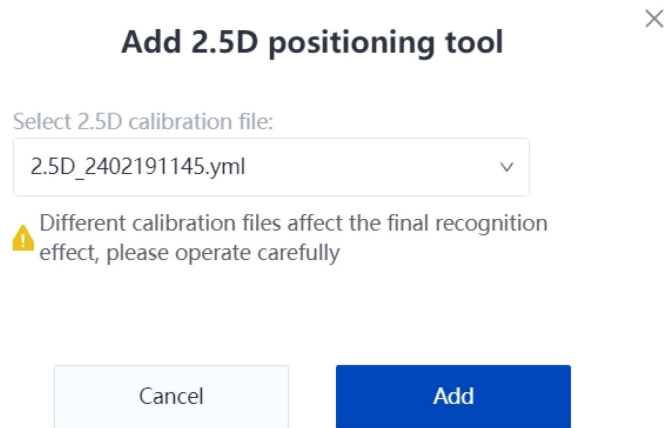 Add 2.5D positioning tool
Select 2.5D calibration file:
2.5D_2402191145.yml
Different calibration files affect the final recognition
effect, please operate carefully
Cancel
Add